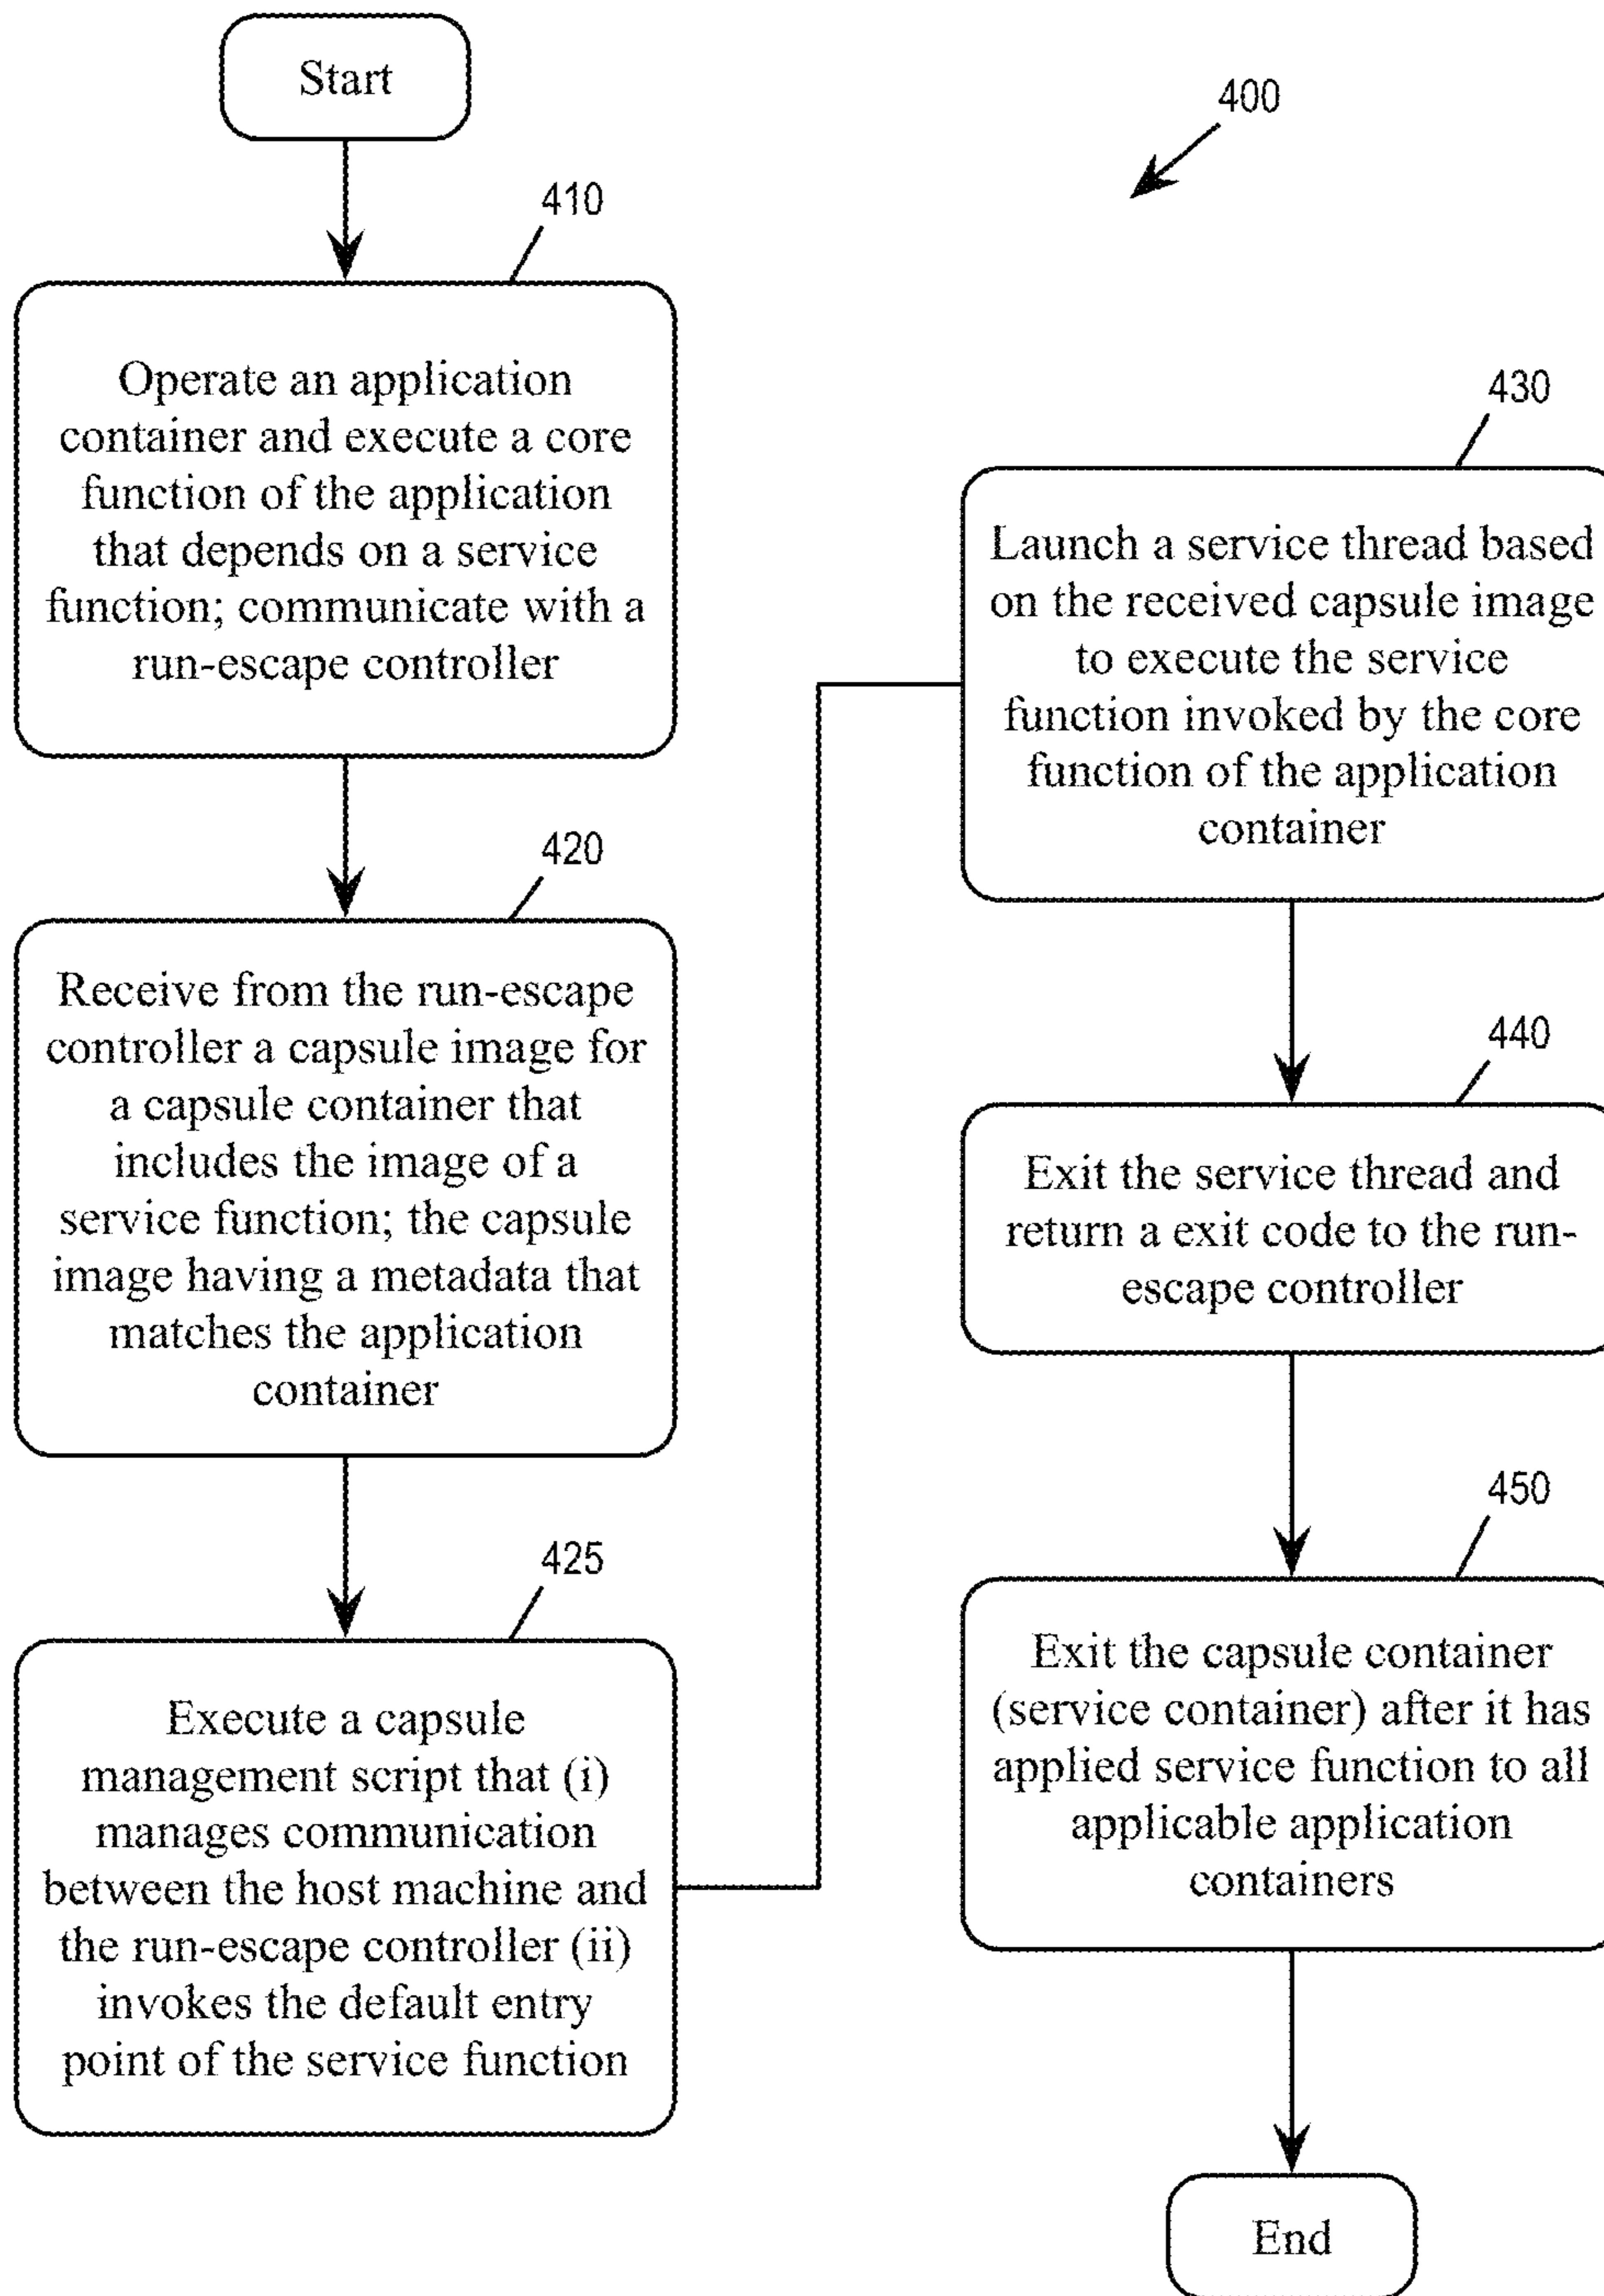 Start
400
410
Operate an application
container and execute a core
function of the application
that depends on a service
function; communicate with a
run-escape controller
420
Receive from the run-escape
controller a capsule image for
a capsule container that
includes the image of a
service function; the capsule
image having a metadata that
matches the application
container
425
Execute a capsule
management script that (i)
manages communication
between the host machine and
the run-escape controller (ii)
invokes the default entry
point of the service function
430
Launch a service thread based
on the received capsule image
to execute the service
function invoked by the core
function of the application
container
440
Exit the service thread and
return a exit code to the run-
escape controller
450
Exit the capsule container
(service container) after it has
applied service function to all
applicable application
containers
End